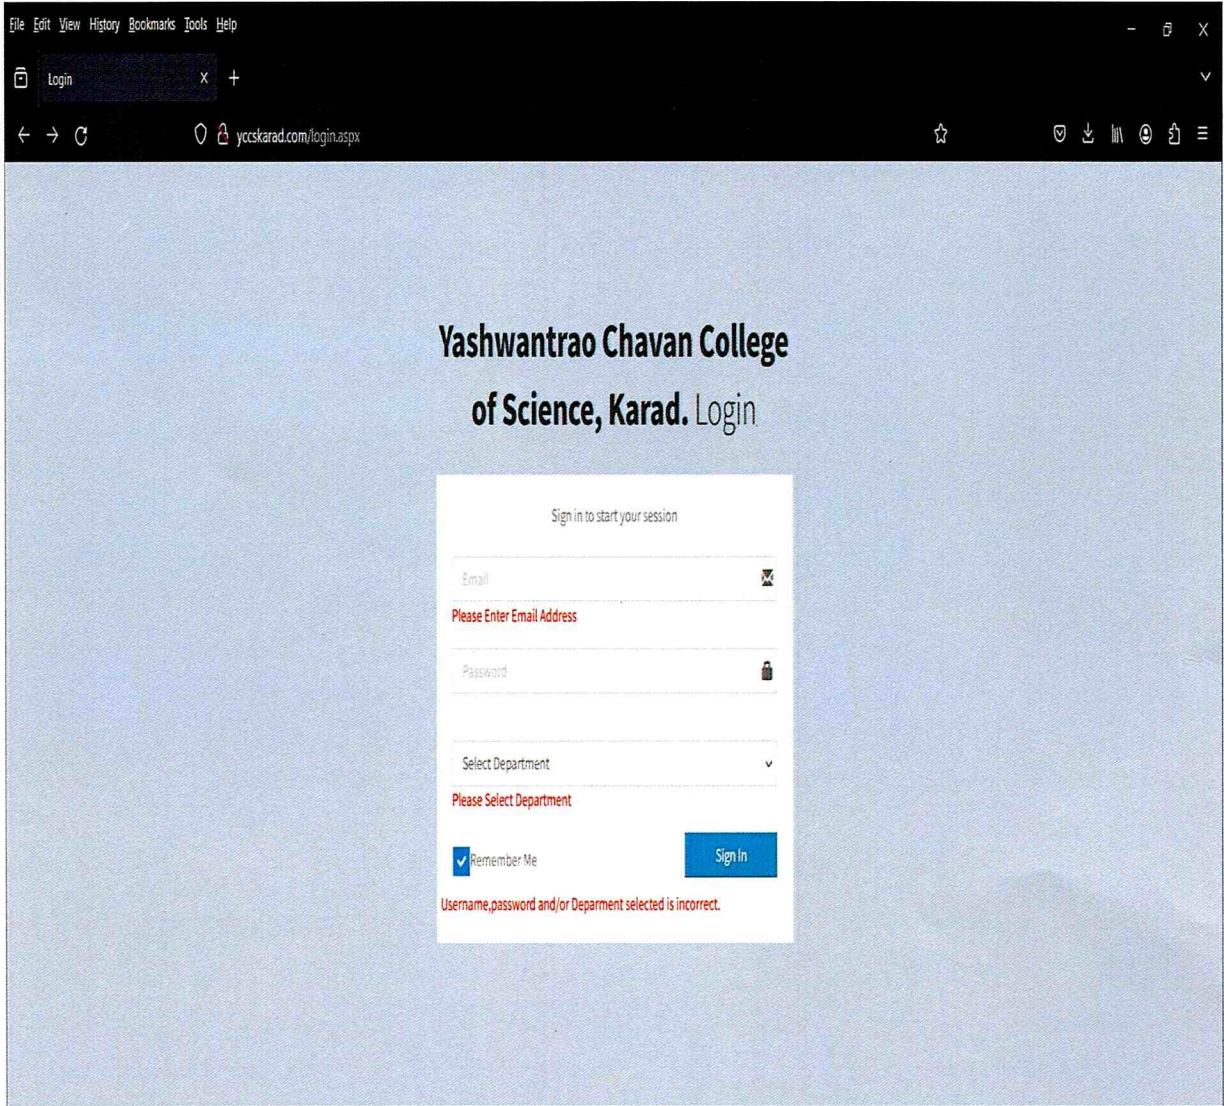 File Edit View History Bookmarks Tools Help
Login
yccskarad.com/login.aspx
Yashwantrao Chavan College
of Science, Karad. Login
Sign in to start your session
Email
Please Enter Email Address
Password
Select Department
Please Select Department
Remember Me
Sign In
Username,password and/or Deparment selected is incorrect.